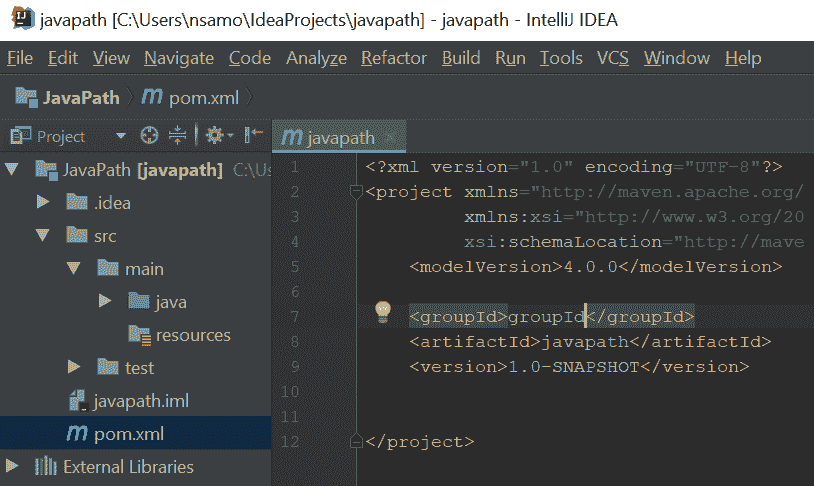 javapath [C:\Users\nsamo\IdeaProjects\javapath] - javapath - IntelliJ IDEA
File Edit View Navigate Code Analyze Refactor Build Run Tools VCS Window Help
JavaPath m pom.xml
Project
m javapath
JavaPath [javapath] C:\Us
.idea
src
main
java
resources
test
javapath.iml
m pom.xml
External Libraries
1 <?xml version="1.0" encoding="UTF-8"?>
2 <project xmlns="http://maven.apache.org/
3 xmlns:xsi="http://www.w3.org/20
4 xsi:schemaLocation="http://mave
5 <modelVersion>4.0.0</modelVersion>
6
7 <groupId>groupId</groupId>
8 <artifactId>javapath</artifactId>
9 <version>1.0-SNAPSHOT</version>
10
11
12 </project>